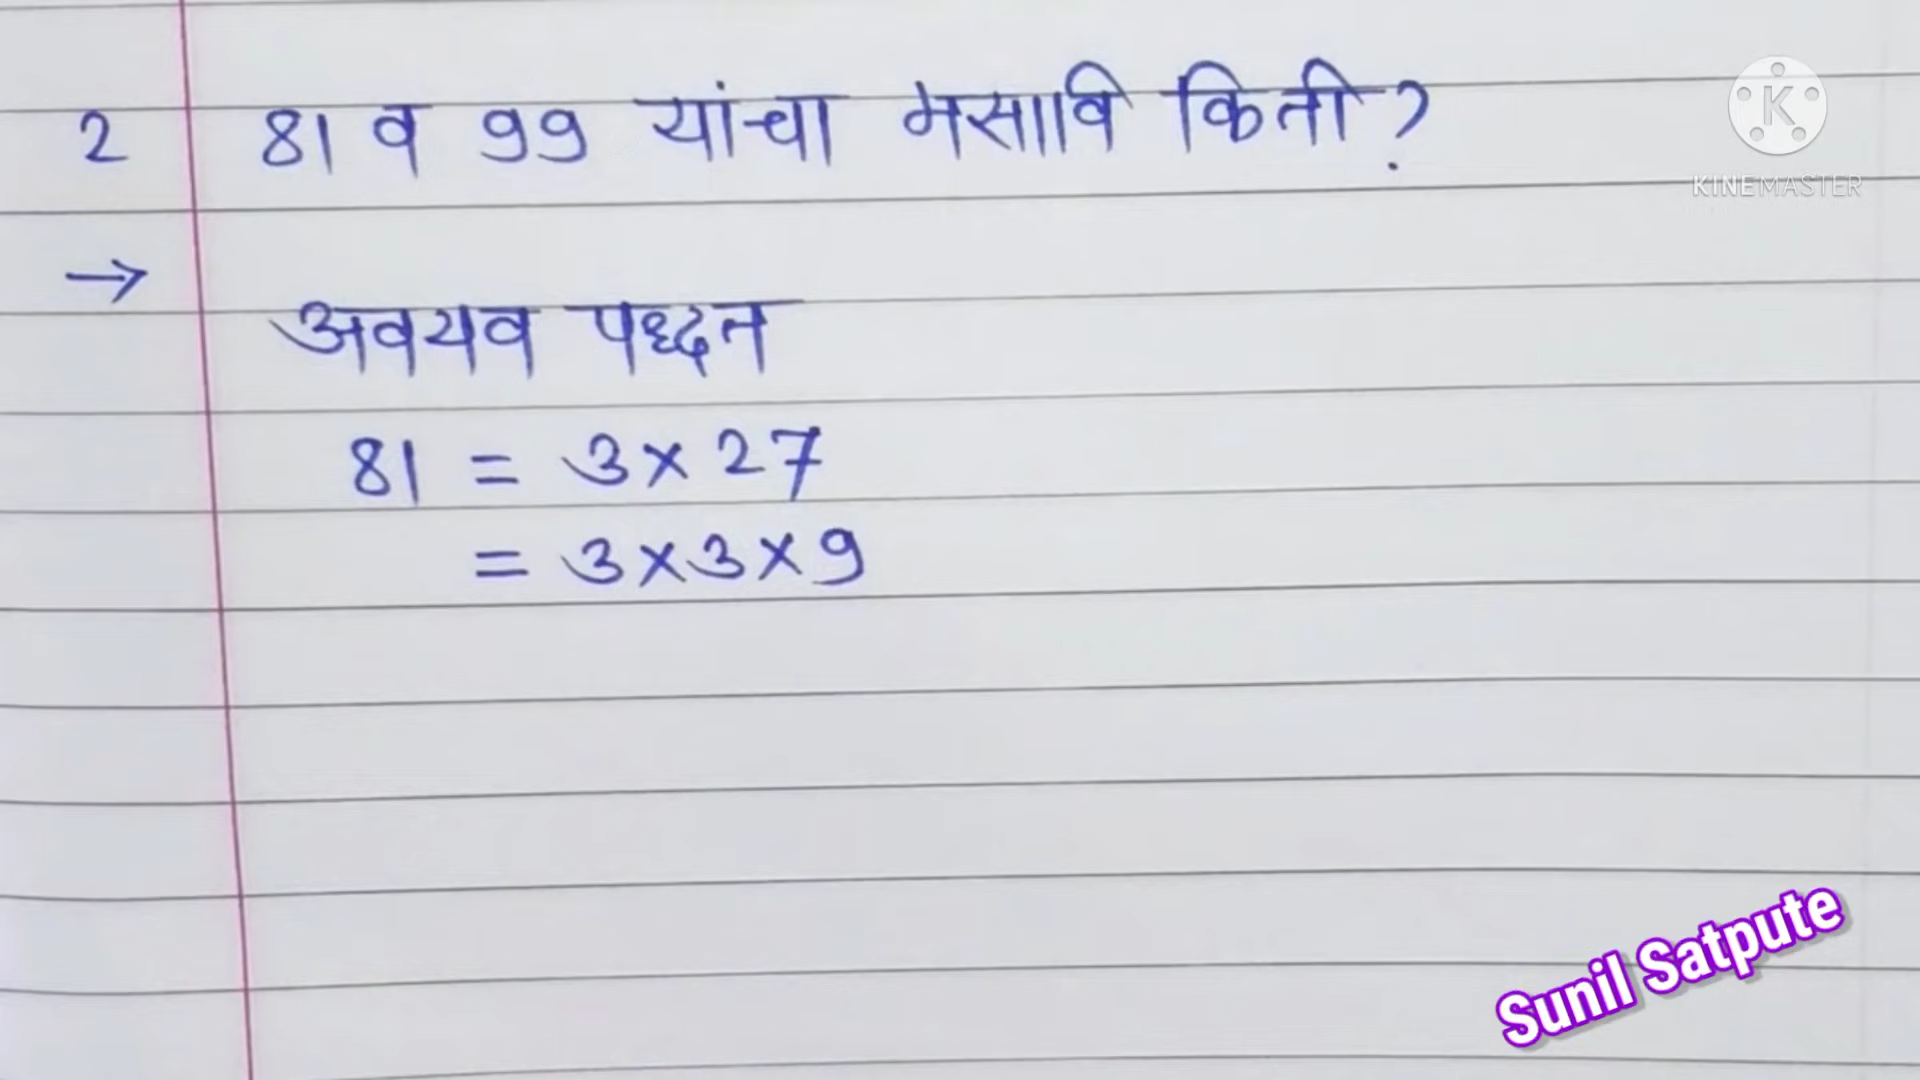 2 81 व 99 यांचा मसावि किती?
→
अवयव पध्दत
81 = 3×27
= 3×3×9
KINEMASTER
Sunil Satpute